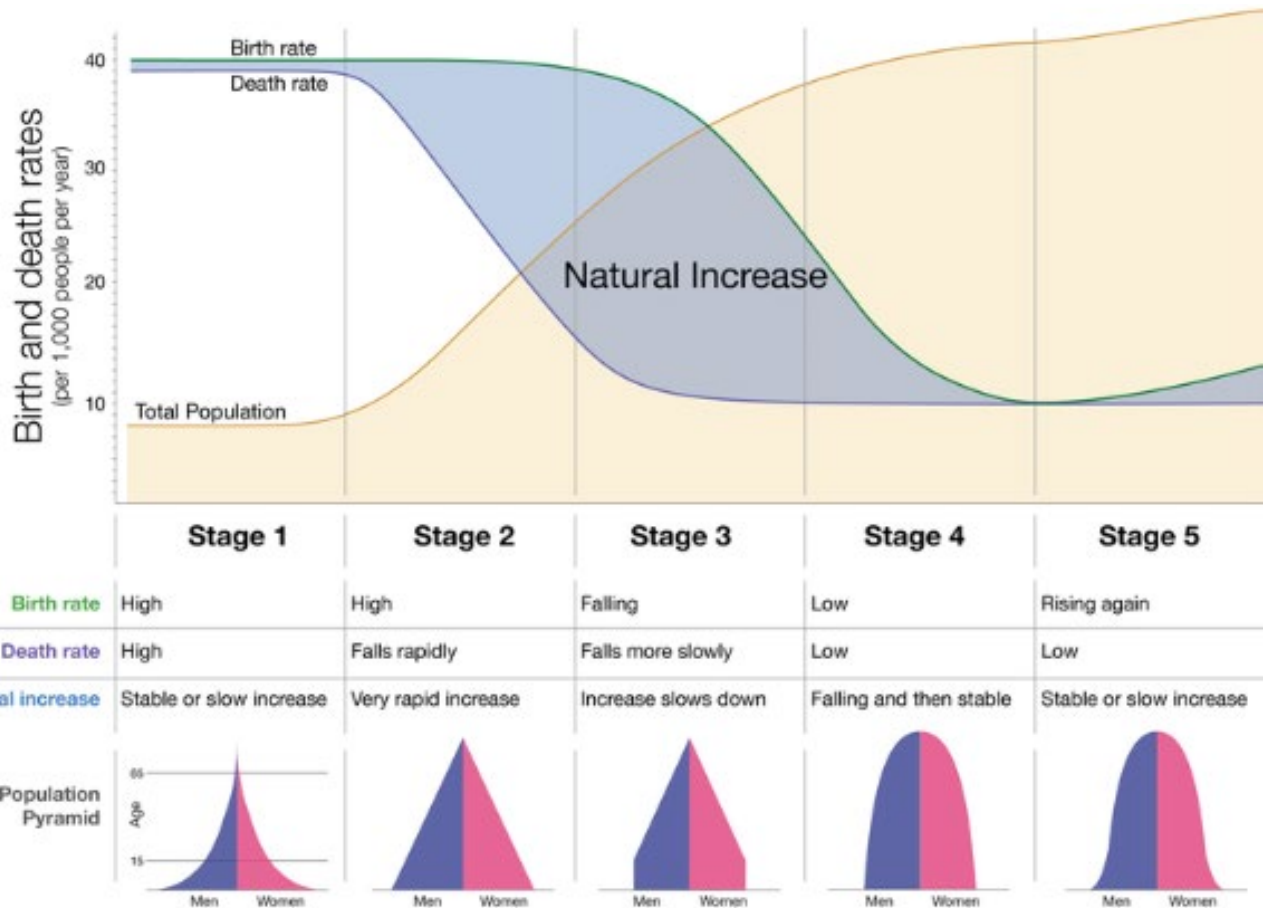 Birth and death rates
(per 1,000 people per year)
40
30
20
10
Birth rate
Death rate
Natural Increase
Total Population
Stage 1
Stage 2
Stage 3
Stage 4
Stage 5
Birth rate High High Falling Low Rising again
Death rate High Falls rapidly Falls more slowly Low Low
al increase Stable or slow increase Very rapid increase Increase slows down Falling and then stable Stable or slow increase
Population
Pyramid
65
Age
15
Men Women
Men Women
Men Women
Men Women
Men Women